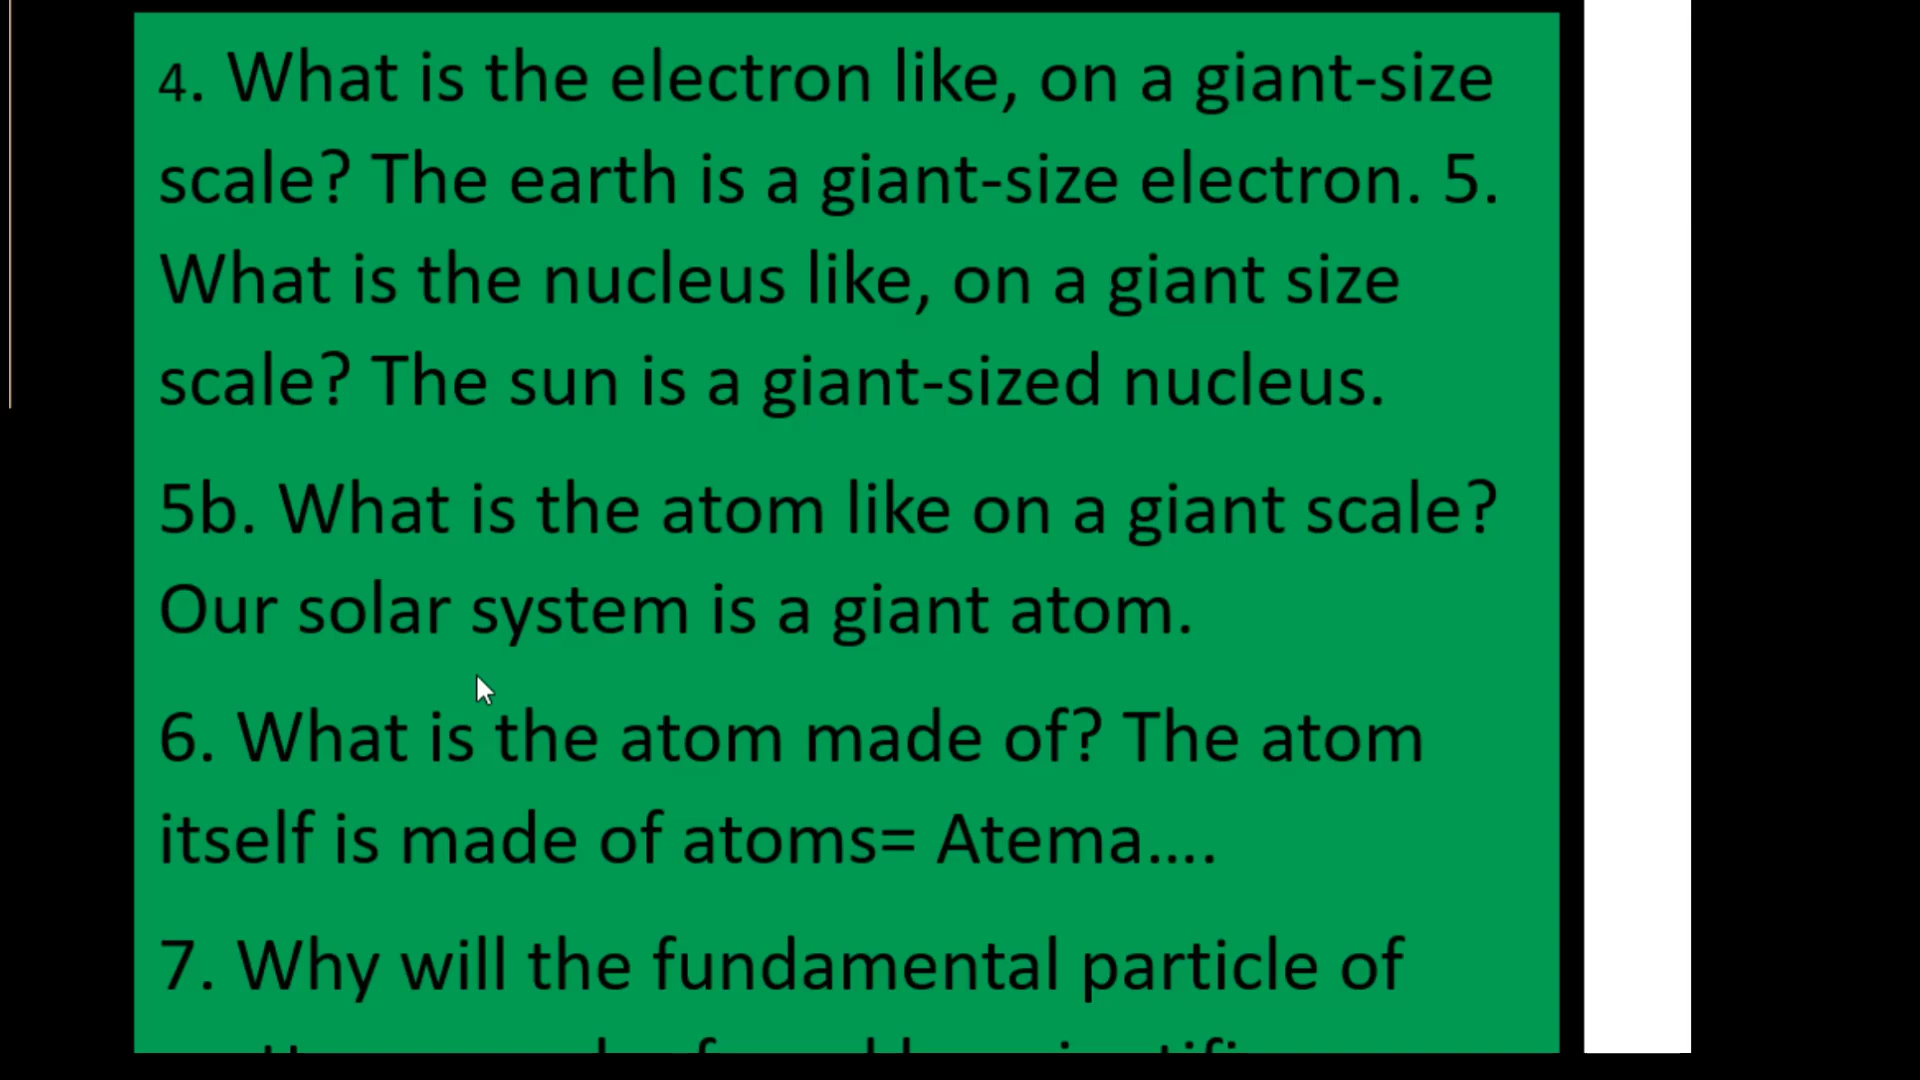 4. What is the electron like, on a giant-size
scale? The earth is a giant-size electron. 5.
What is the nucleus like, on a giant size
scale? The sun is a giant-sized nucleus.
5b. What is the atom like on a giant scale?
Our solar system is a giant atom.
6. What is the atom made of? The atom
itself is made of atoms= Atema....
7. Why will the fundamental particle of